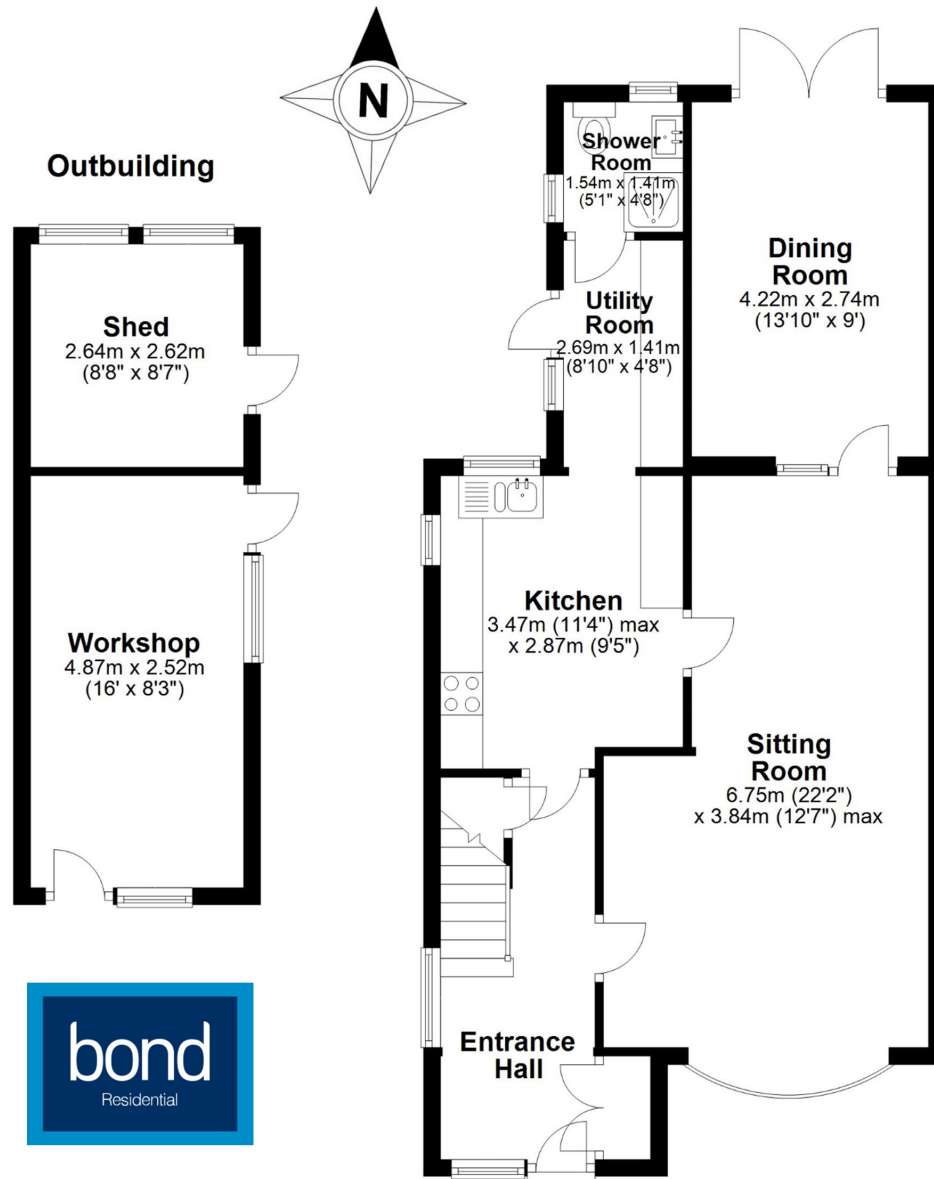 N
Outbuilding
Shed
2.64m x 2.62m
(8'8" x 8'7")
Workshop
4.87m x 2.52m
(16' x 8'3")
Shower
Room
1.54m x 1.41m
(5'1" x 4'8")
Utility
Room
2.69m x 1.41m
(8'10" x 4'8")
Dining
Room
4.22m x 2.74m
(13'10" x 9')
Kitchen
3.47m (11'4") max
x 2.87m (9'5")
Sitting
Room
6.75m (22'2")
x 3.84m (12'7") max
Entrance
Hall
bond
Residential